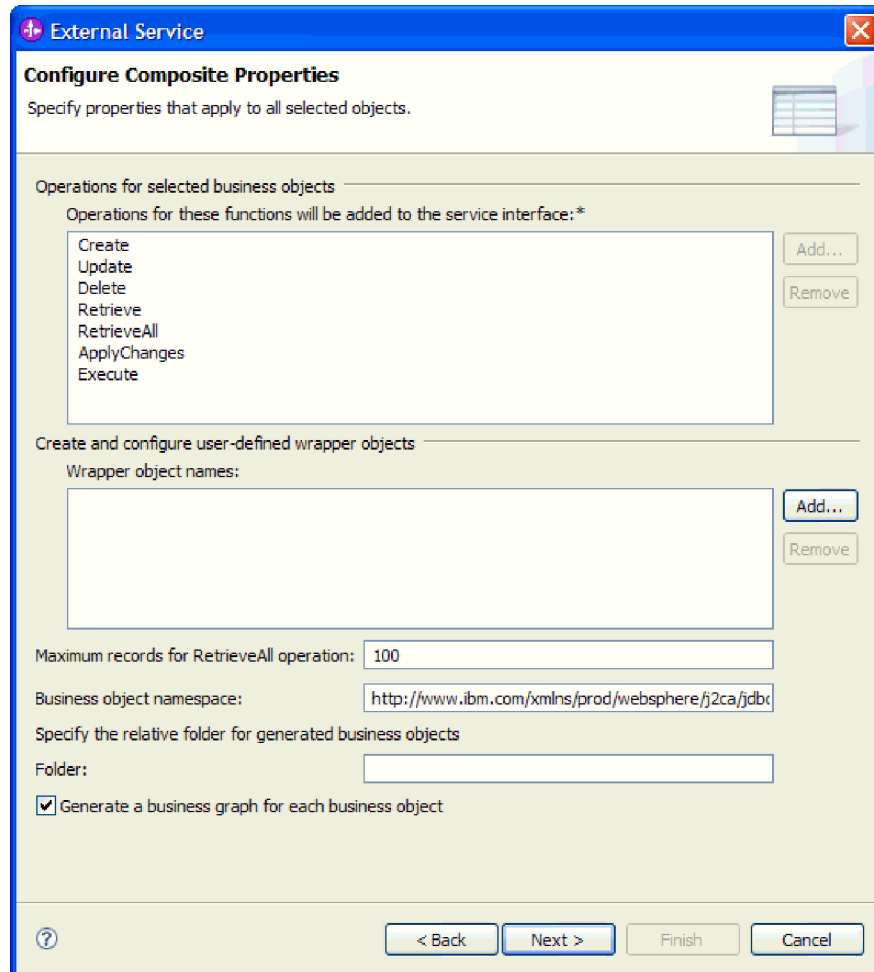 External Service
Configure Composite Properties
Specify properties that apply to all selected objects.
Operations for selected business objects
Operations for these functions will be added to the service interface:*
Create
Update
Delete
Retrieve
RetrieveAll
ApplyChanges
Execute
Add...
Remove
Create and configure user-defined wrapper objects
Wrapper object names:
Add...
Remove
Maximum records for RetrieveAll operation: 100
Business object namespace: http://www.ibm.com/xmlns/prod/websphere/j2ca/jdbc
Specify the relative folder for generated business objects
Folder:
Generate a business graph for each business object
? < Back Next > Finish Cancel